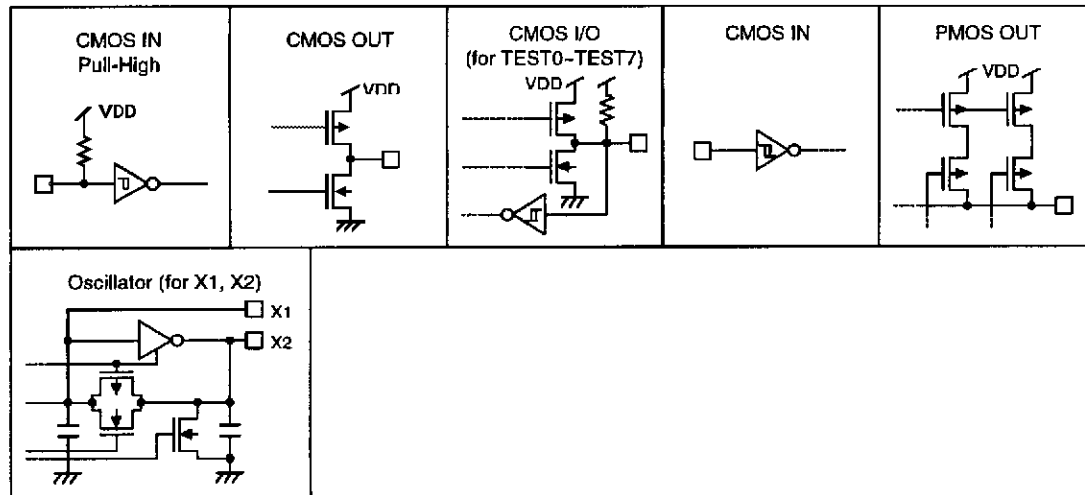 CMOS IN
Pull-High
VDD
CMOS OUT
VDD
CMOS I/O
(for TEST0~TEST7)
VDD
CMOS IN
PMOS OUT
VDD
Oscillator (for X1, X2)
X1
X2